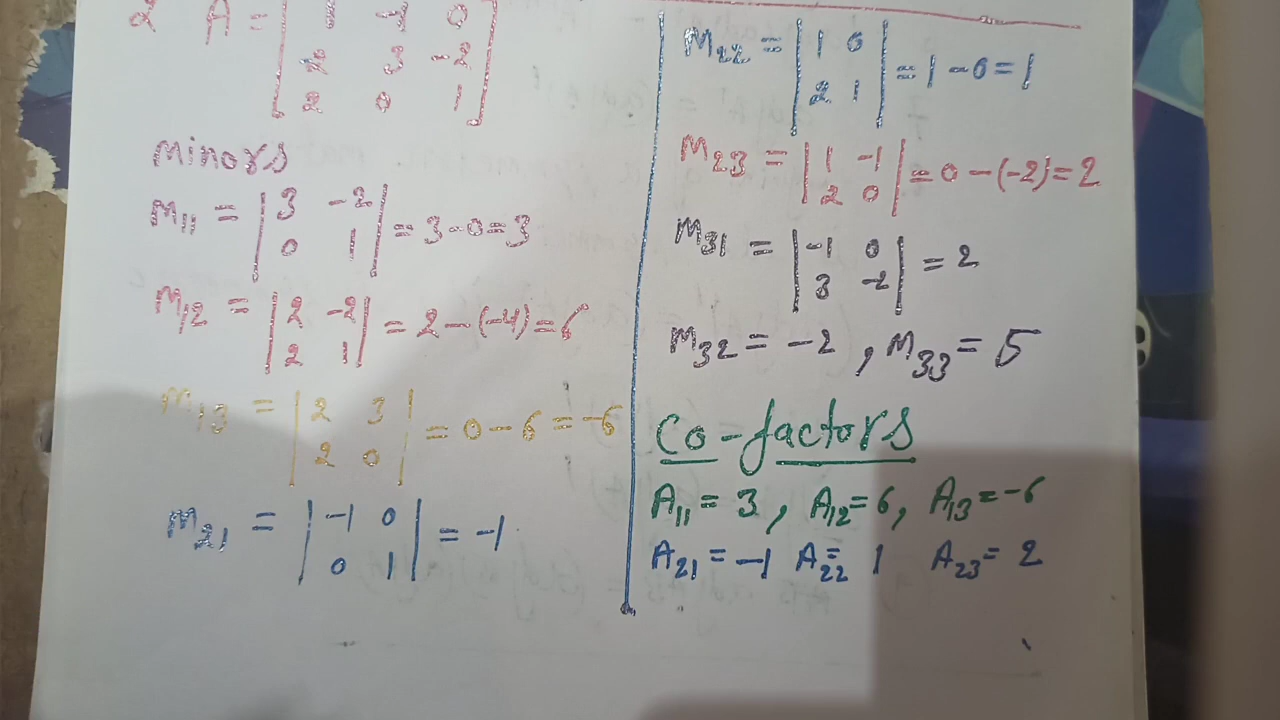 2 A = [ 1 -1 0
2 3 -2
2 0 1 ]
Minors
M11 = | 3 -2 | = 3-0=3
0 1
M12 = | 2 -2 | = 2-(-4)=6
2 1
M13 = | 2 3 | = 0-6=-6
2 0
M21 = | -1 0 | = -1
0 1
M22 = | 1 0 | = 1-0=1
2 1
M23 = | 1 -1 | = 0-(-2)=2
2 0
M31 = | -1 0 | = 2
3 -2
M32 = -2, M33 = 5
Co-factors
A11 = 3, A12 = 6, A13 = -6
A21 = -1 A22 = 1 A23 = 2